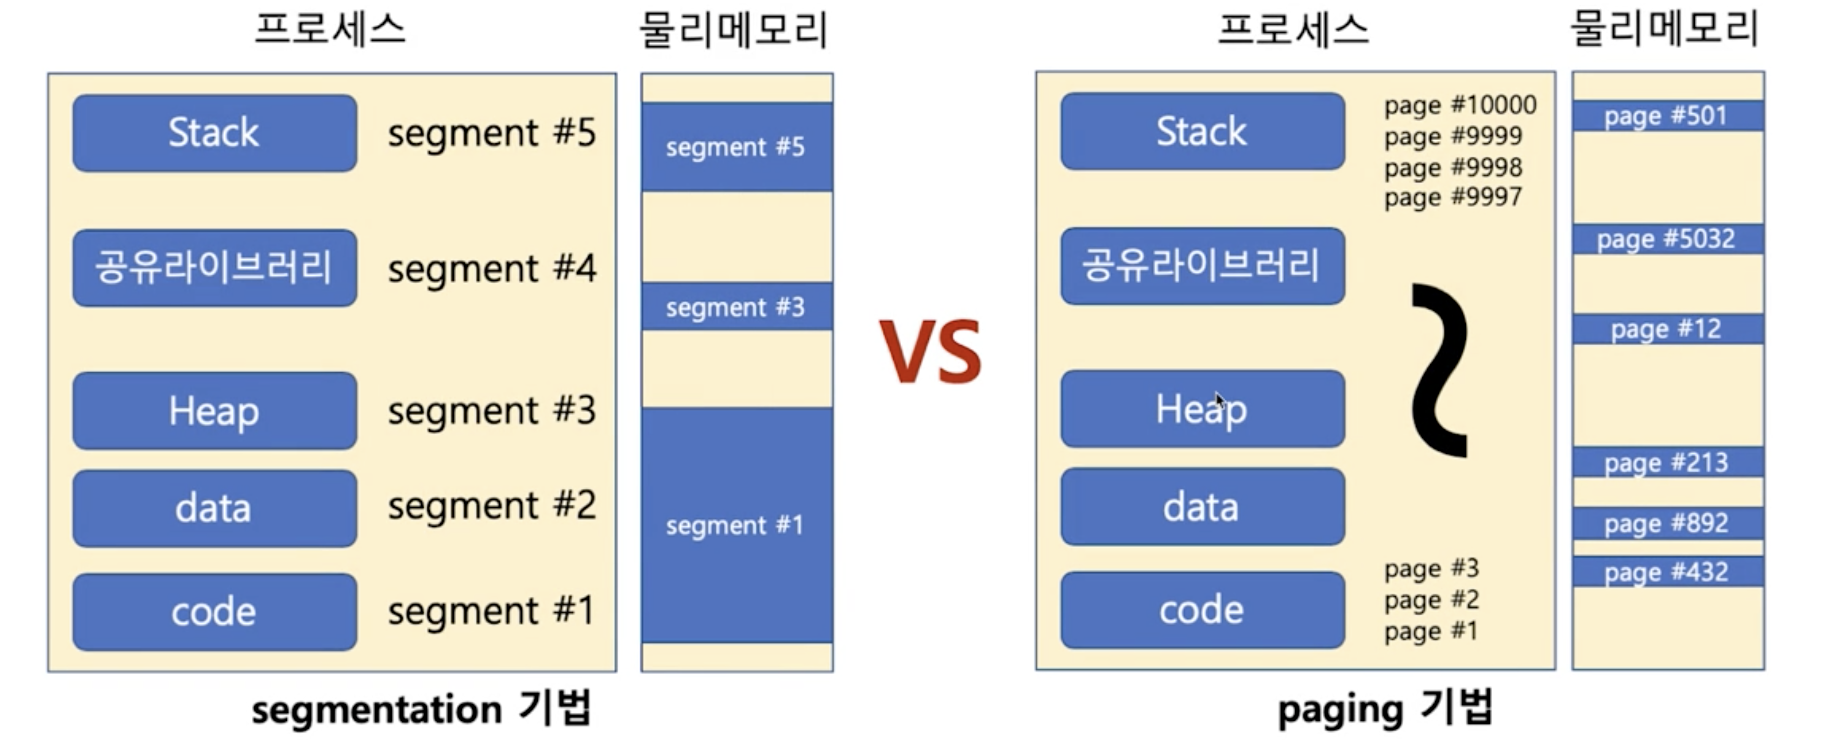 프로세스
물리메모리
Stack
segment #5
공유라이브러리
segment #4
Heap
segment #3
data
segment #2
code
segment #1
segment #5
segment #3
segment #1
segmentation 기법
VS
프로세스
물리메모리
Stack
page #10000
page #9999
page #9998
page #9997
공유라이브러리
Heap
data
code
page #3
page #2
page #1
page #501
page #5032
page #12
page #213
page #892
page #432
paging 기법